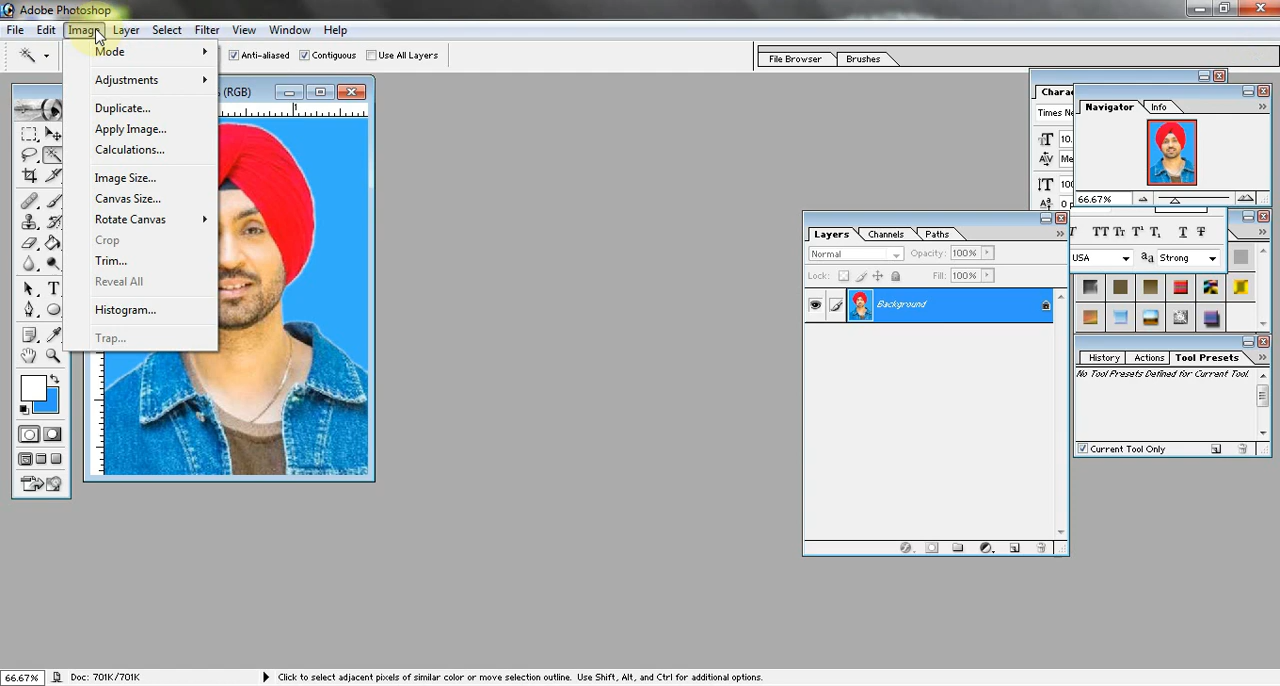 Adobe Photoshop
File Edit Image Layer Select Filter View Window Help
Anti-aliased Contiguous Use All Layers
File Browser Brushes
Mode
Adjustments
Duplicate...
Apply Image...
Calculations...
Image Size...
Canvas Size...
Rotate Canvas
Crop
Trim...
Reveal All
Histogram...
Trap...
(RGB)
1
Layers Channels Paths
Normal Opacity: 100%
Lock: Fill: 100%
Background
Navigator Info
66.67%
USA aa Strong
History Actions Tool Presets
No Tool Presets Defined for Current Tool.
Current Tool Only
66.67% Doc: 701K/701K Click to select adjacent pixels of similar color or move selection outline. Use Shift, Alt, and Ctrl for additional options.